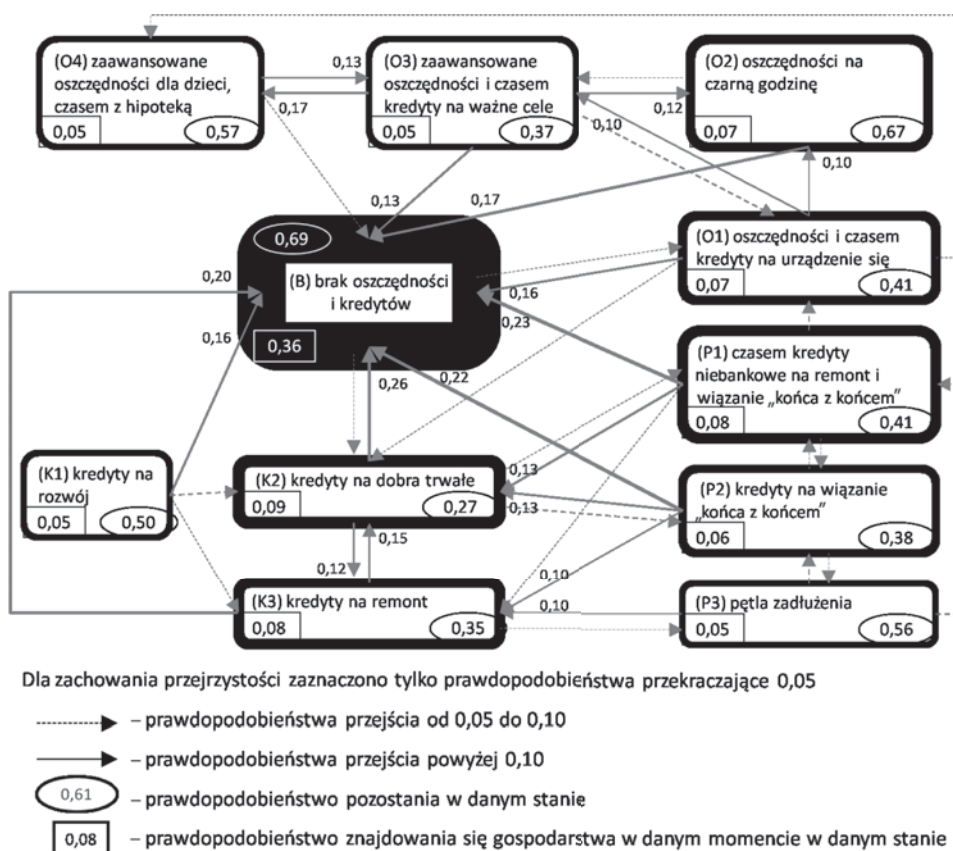 (O4) zaawansowane
oszczędności dla dzieci,
czasem z hipoteką
0,05
0,57
0,13
0,17
(O3) zaawansowane
oszczędności i czasem
kredyty na ważne cele
0,05
0,37
0,12
0,10
(O2) oszczędności na
czarną godzinę
0,07
0,67
0,10
0,13
0,17
0,69
(B) brak oszczędności
i kredytów
0,36
(O1) oszczędności i czasem
kredyty na urządzenie się
0,07
0,41
0,20
0,16
0,16
0,23
0,26
0,22
(P1) czasem kredyty
niebankowe na remont i
wiązanie „końca z końcem”
0,08
0,41
(K1) kredyty na
rozwój
0,05
0,50
(K2) kredyty na dobra trwałe
0,09
0,27
0,13
0,13
(P2) kredyty na wiązanie
„końca z końcem”
0,06
0,38
0,12
0,15
0,10
0,10
(K3) kredyty na remont
0,08
0,35
(P3) pętla zadłużenia
0,05
0,56
Dla zachowania przejrzystości zaznaczono tylko prawdopodobieństwa przekraczające 0,05
– prawdopodobieństwa przejścia od 0,05 do 0,10
– prawdopodobieństwa przejścia powyżej 0,10
0,61 – prawdopodobieństwo pozostania w danym stanie
0,08 – prawdopodobieństwo znajdowania się gospodarstwa w danym momencie w danym stanie